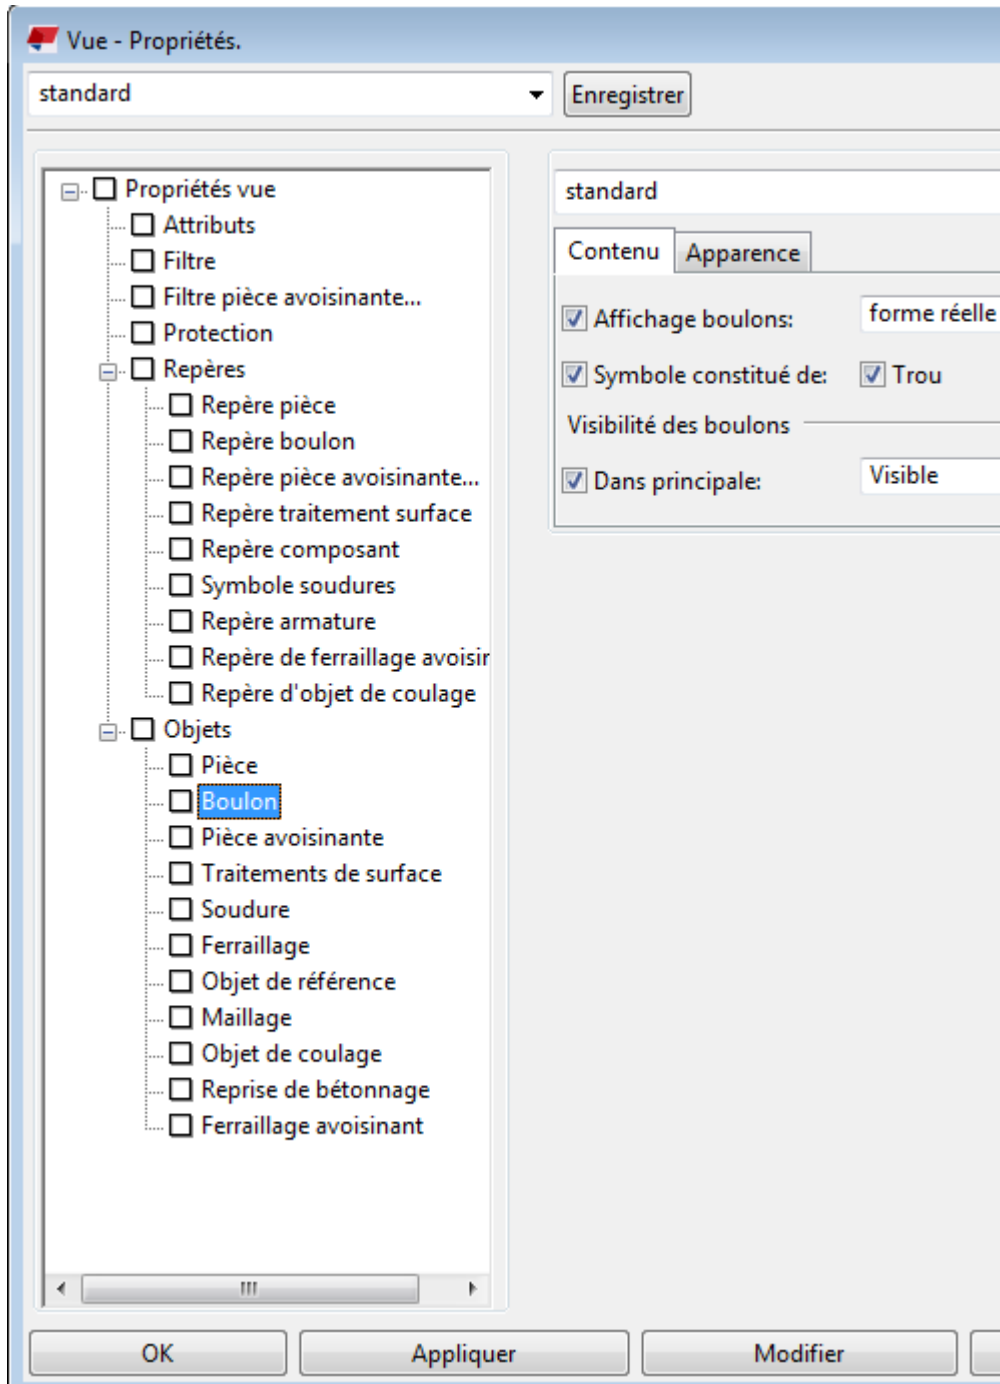 Vue - Propriétés.
standard
Enregistrer
Propriétés vue
Attributs
Filtre
Filtre pièce avoisinante...
Protection
Repères
Repère pièce
Repère boulon
Repère pièce avoisinante...
Repère traitement surface
Repère composant
Symbole soudures
Repère armature
Repère de ferraillage avoisir
Repère d'objet de coulage
Objets
Pièce
Boulon
Pièce avoisinante
Traitements de surface
Soudure
Ferraillage
Objet de référence
Maillage
Objet de coulage
Reprise de bétonnage
Ferraillage avoisinant
standard
Contenu Apparence
Affichage boulons: forme réelle
Symbole constitué de: Trou
Visibilité des boulons
Dans principale: Visible
OK Appliquer Modifier